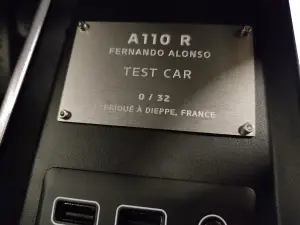 A110 R
FERNANDO ALONSO
TEST CAR
0 / 32
FABRIQUÉ À DIEPPE, FRANCE